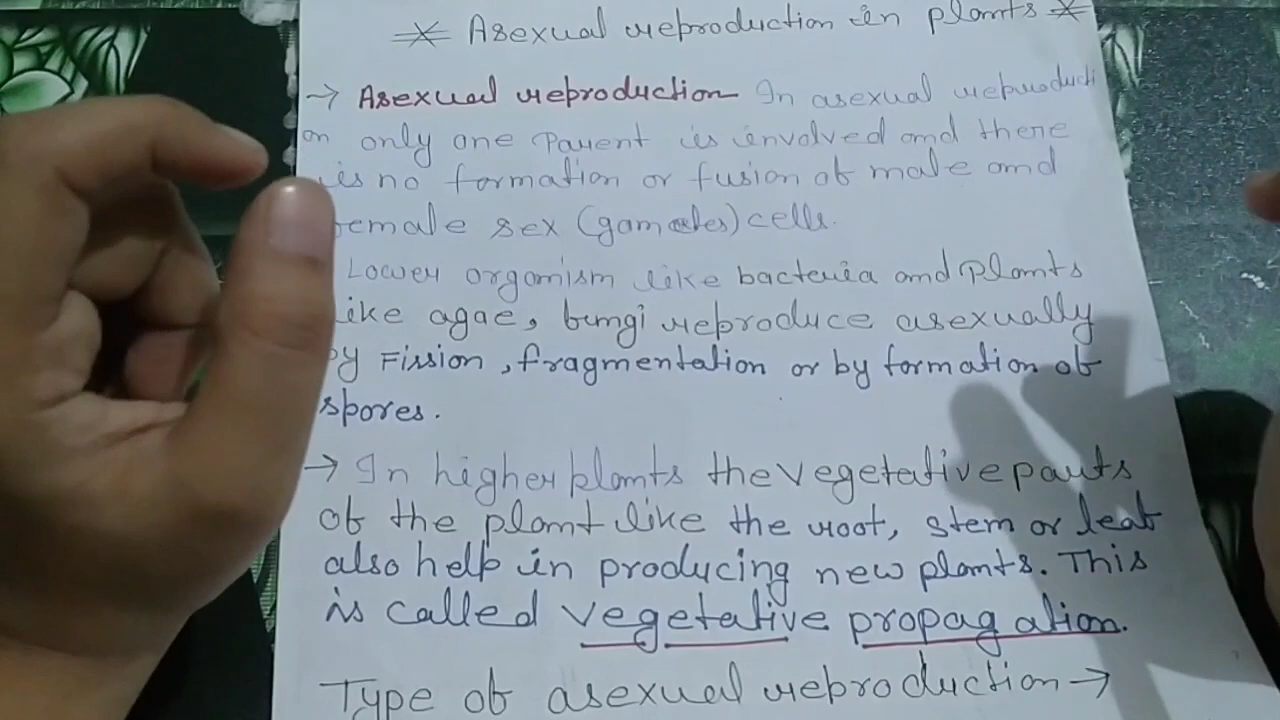 * Asexual reproduction in plants *
→ Asexual reproduction In asexual reproducti
on only one Parent is involved and there
is no formation or fusion of male and
female sex (gametes) cells.
Lower organism like bacteria and plants
like agae, fungi reproduce asexually
by Fission, fragmentation or by formation of
spores.
→ In higher plants the vegetative parts
of the plant like the root, stem or leaf
also help in producing new plants. This
is called vegetative propagation.
Type of asexual reproduction →